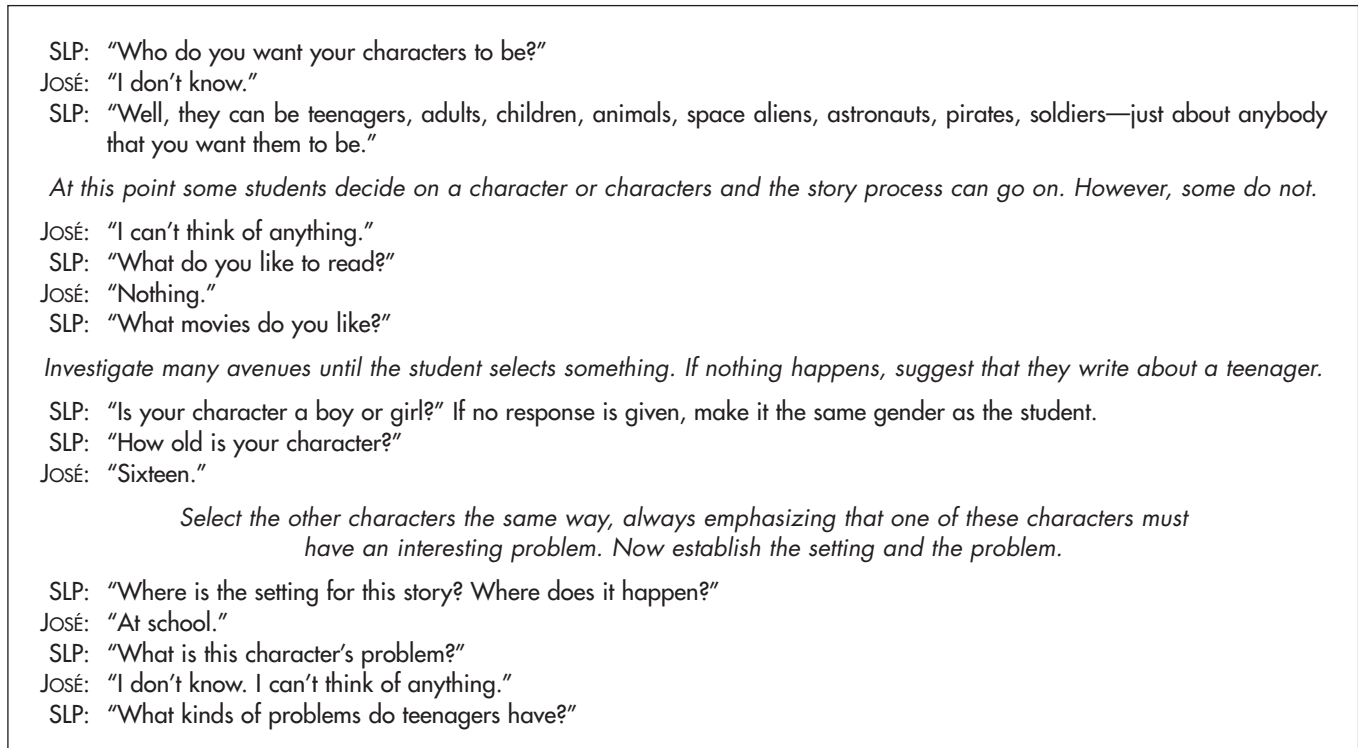 SLP: “Who do you want your characters to be?”
JOSÉ: “I don’t know.”
SLP: “Well, they can be teenagers, adults, children, animals, space aliens, astronauts, pirates, soldiers—just about anybody
that you want them to be.”
At this point some students decide on a character or characters and the story process can go on. However, some do not.
JOSÉ: “I can’t think of anything.”
SLP: “What do you like to read?”
JOSÉ: “Nothing.”
SLP: “What movies do you like?”
Investigate many avenues until the student selects something. If nothing happens, suggest that they write about a teenager.
SLP: “Is your character a boy or girl?” If no response is given, make it the same gender as the student.
SLP: “How old is your character?”
JOSÉ: “Sixteen.”
Select the other characters the same way, always emphasizing that one of these characters must
have an interesting problem. Now establish the setting and the problem.
SLP: “Where is the setting for this story? Where does it happen?”
JOSÉ: “At school.”
SLP: “What is this character’s problem?”
JOSÉ: “I don’t know. I can’t think of anything.”
SLP: “What kinds of problems do teenagers have?”